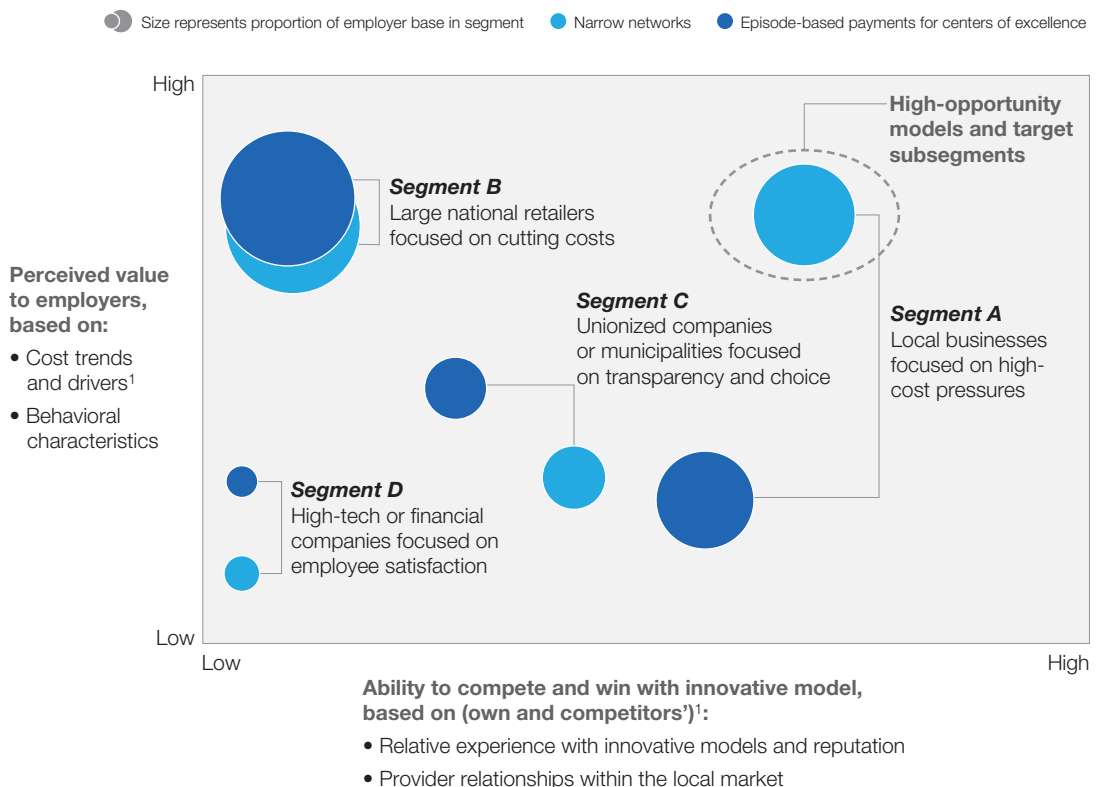 Size represents proportion of employer base in segment
Narrow networks
Episode-based payments for centers of excellence
High
High-opportunity
models and target
subsegments
Segment B
Large national retailers
focused on cutting costs
Perceived value
to employers,
based on:
• Cost trends
and drivers¹
• Behavioral
characteristics
Segment C
Unionized companies
or municipalities focused
on transparency and choice
Segment A
Local businesses
focused on high-
cost pressures
Segment D
High-tech or financial
companies focused on
employee satisfaction
Low
Low
High
Ability to compete and win with innovative model,
based on (own and competitors’)¹:
• Relative experience with innovative models and reputation
• Provider relationships within the local market